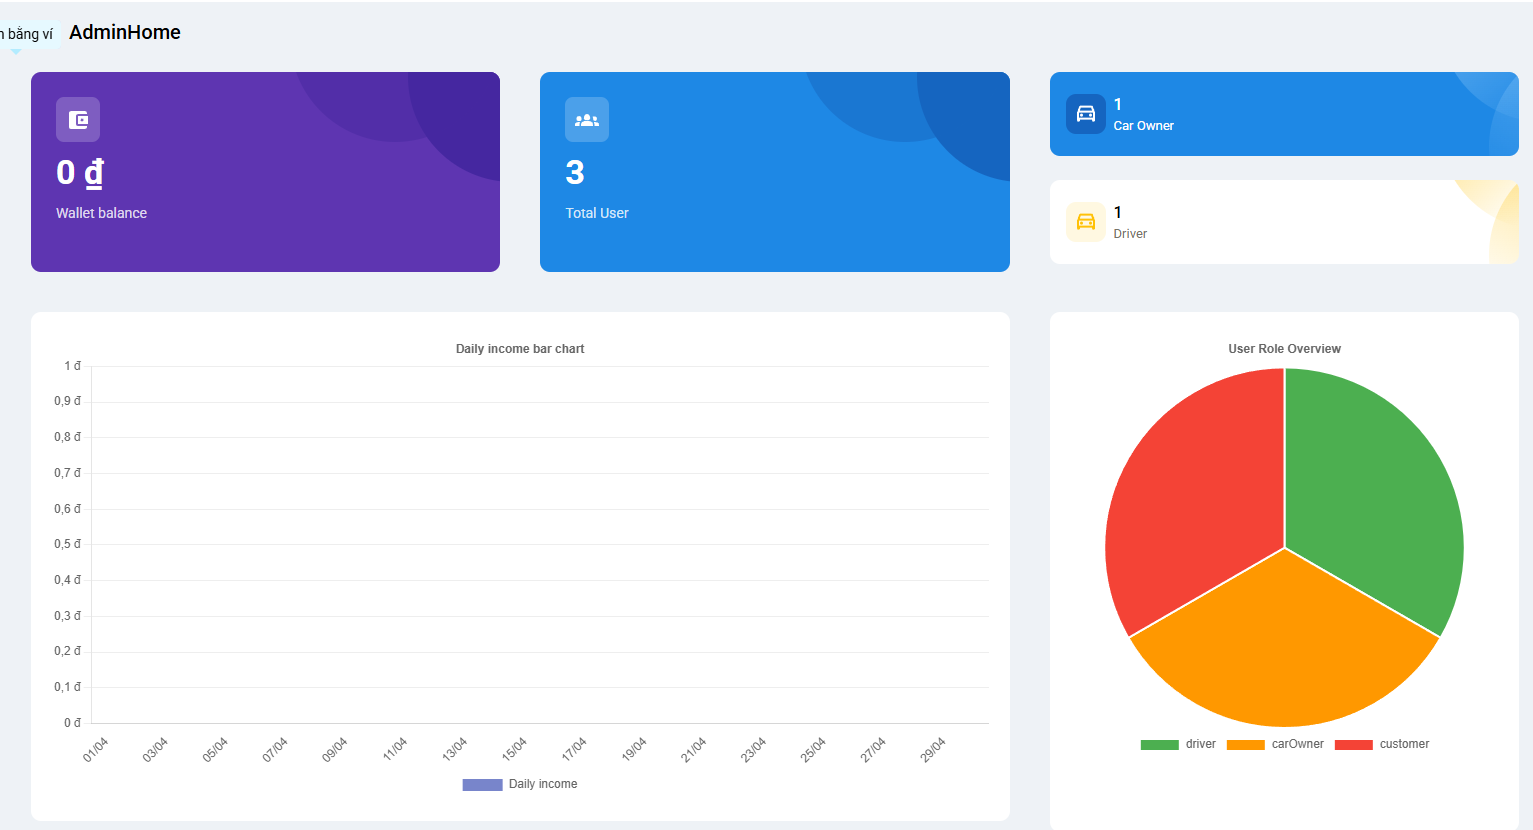 bằng ví
AdminHome
0 ₫
Wallet balance
3
Total User
1
Car Owner
1
Driver
Daily income bar chart
1 đ
0,9 đ
0,8 đ
0,7 đ
0,6 đ
0,5 đ
0,4 đ
0,3 đ
0,2 đ
0,1 đ
0 đ
01/04 03/04 05/04 07/04 09/04 11/04 13/04 15/04 17/04 19/04 21/04 23/04 25/04 27/04 29/04
Daily income
User Role Overview
driver carOwner customer